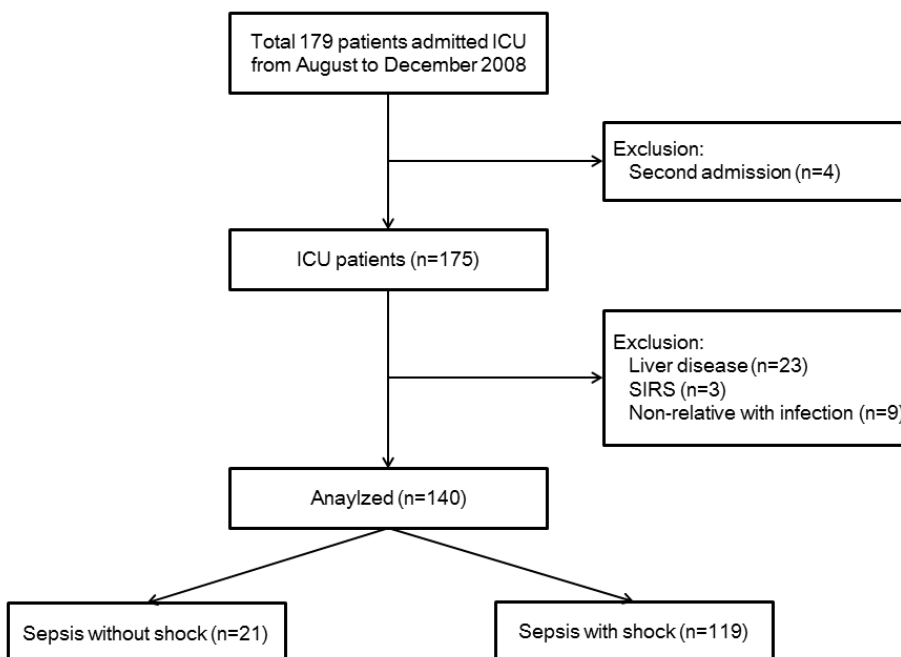 Total 179 patients admitted ICU
from August to December 2008
Exclusion:
Second admission (n=4)
ICU patients (n=175)
Exclusion:
Liver disease (n=23)
SIRS (n=3)
Non-relative with infection (n=9)
Anaylzed (n=140)
Sepsis without shock (n=21)
Sepsis with shock (n=119)